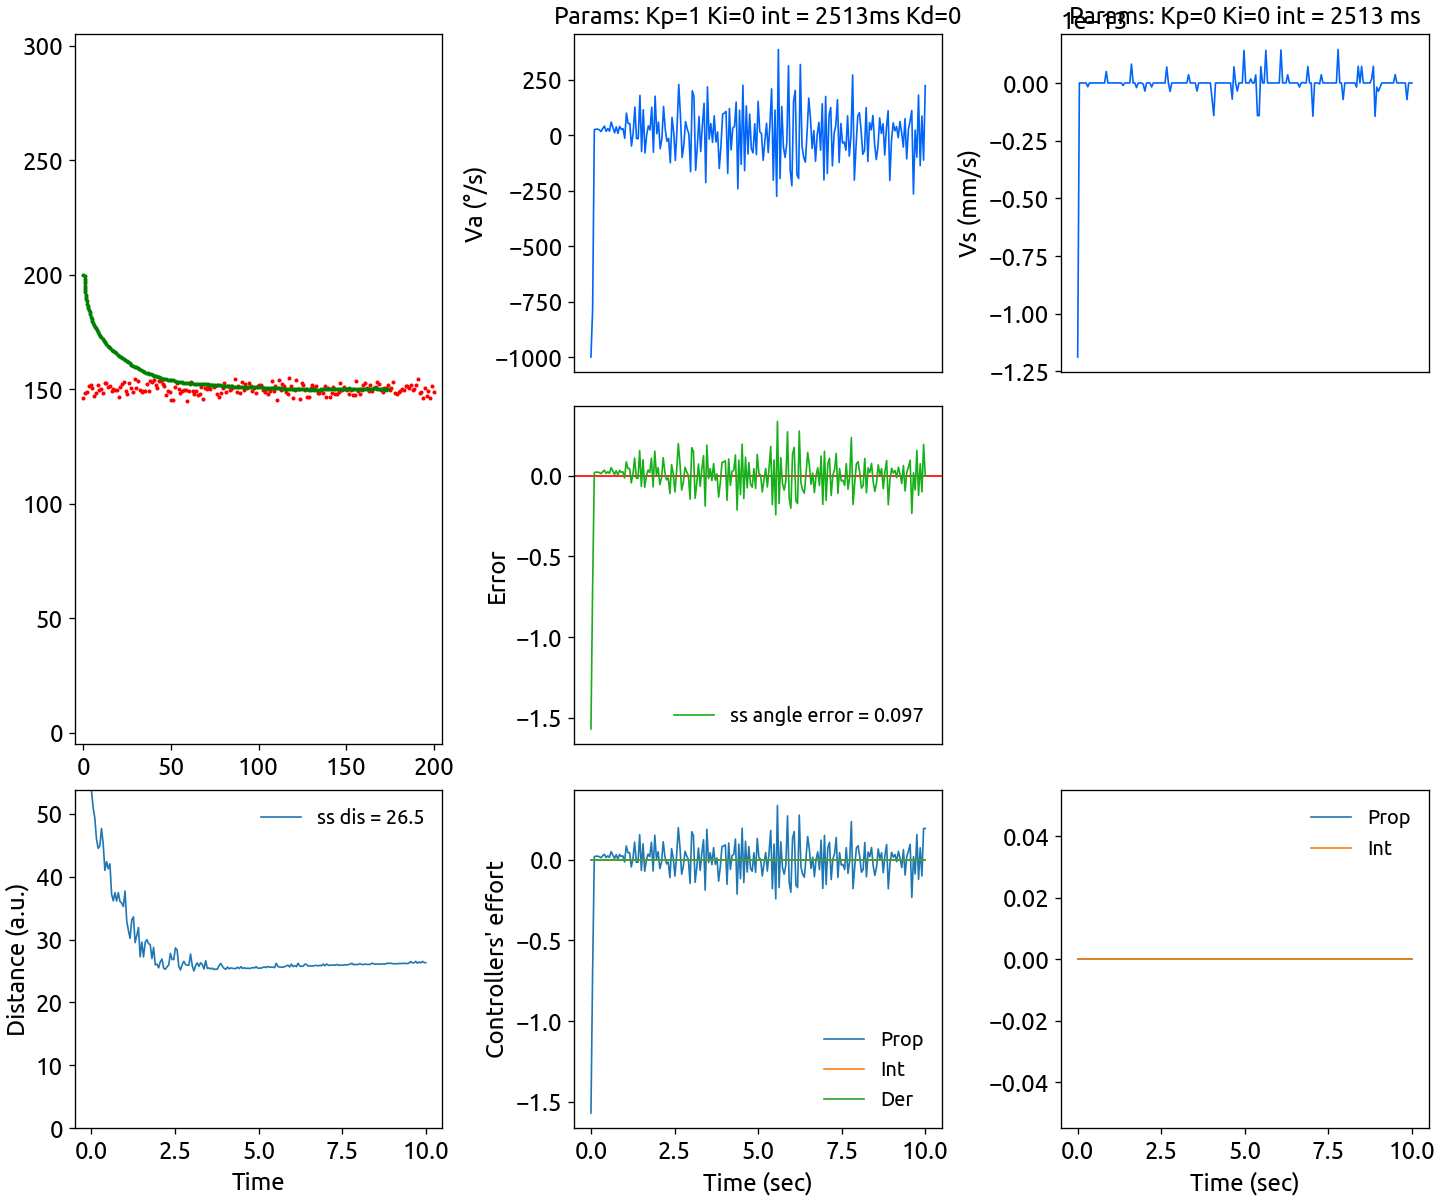 Params: Kp=1 Ki=0 int = 2513ms Kd=0
Params: Kp=0 Ki=0 int = 2513 ms
1e−13
300
250
200
150
100
50
0
0 50 100 150 200
Va (°/s)
250
0
−250
−500
−750
−1000
Vs (mm/s)
0.00
−0.25
−0.50
−0.75
−1.00
−1.25
Error
0.0
−0.5
−1.0
−1.5
ss angle error = 0.097
Distance (a.u.)
50
40
30
20
10
0
ss dis = 26.5
0.0 2.5 5.0 7.5 10.0
Time
Controllers' effort
0.0
−0.5
−1.0
−1.5
Prop
Int
Der
0.0 2.5 5.0 7.5 10.0
Time (sec)
0.04
0.02
0.00
−0.02
−0.04
Prop
Int
0.0 2.5 5.0 7.5 10.0
Time (sec)